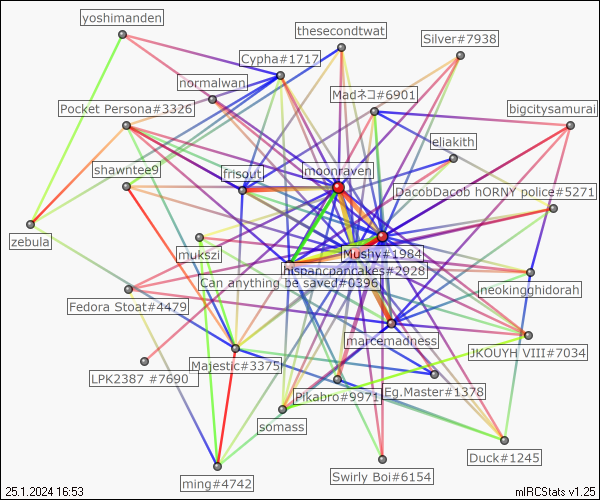 yoshimanden
thesecondtwat
Silver#7938
Cypha#1717
normalwan
Madネコ#6901
Pocket Persona#3326
bigcitysamurai
eliakith
shawntee9
frisout
moonraven
DacobDacob hORNY police#5271
zebula
mukszi
Mushy#1984
hispancpancakes#2928
Can anything be saved#0396
neokingghidorah
Fedora Stoat#4479
marcemadness
JKOUYH VIII#7034
LPK2387 #7690
Majestic#3375
Pikabro#9971
Eg.Master#1378
somass
Duck#1245
ming#4742
Swirly Boi#6154
25.1.2024 16:53
mIRCStats v1.25